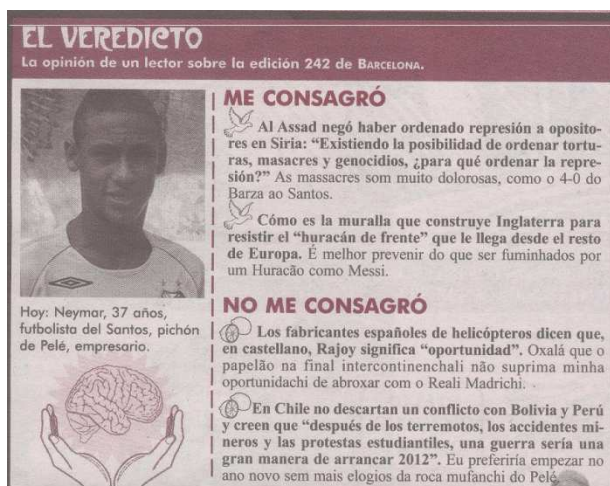 EL VEREDICTO
La opinión de un lector sobre la edición 242 de BARCELONA.
Hoy: Neymar, 37 años,
futbolista del Santos, pichón
de Pelé, empresario.
ME CONSAGRÓ
Al Assad negó haber ordenado represión a oposito-
res en Siria: “Existiendo la posibilidad de ordenar tortu-
ras, masacres y genocidios, ¿para qué ordenar la repre-
sión?” As massacres som muito dolorosas, como o 4-0 do
Barza ao Santos.
Cómo es la muralla que construye Inglaterra para
resistir el “huracán de frente” que le llega desde el resto
de Europa. É melhor prevenir do que ser fuminhados por
um Huracão como Messi.
NO ME CONSAGRÓ
Los fabricantes españoles de helicópteros dicen que,
en castellano, Rajoy significa “oportunidad”. Oxalá que o
papelão na final intercontinenchali não suprima minha
oportunidachi de abroxar com o Reali Madrichi.
En Chile no descartan un conflicto con Bolivia y Perú
y creen que “después de los terremotos, los accidentes mi-
neros y las protestas estudiantiles, una guerra sería una
gran manera de arrancar 2012”. Eu preferiría empezar no
ano novo sem mais elogios da roca mufanchi do Pelé